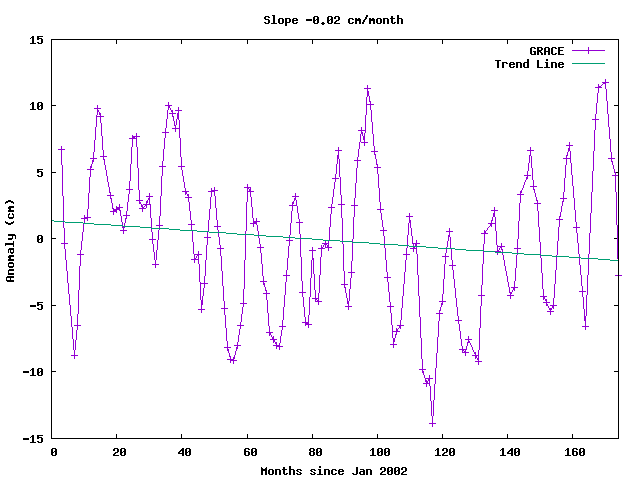 Slope -0.02 cm/month
GRACE
Trend Line
15
10
5
0
-5
-10
-15
Anomaly (cm)
0 20 40 60 80 100 120 140 160
Months since Jan 2002